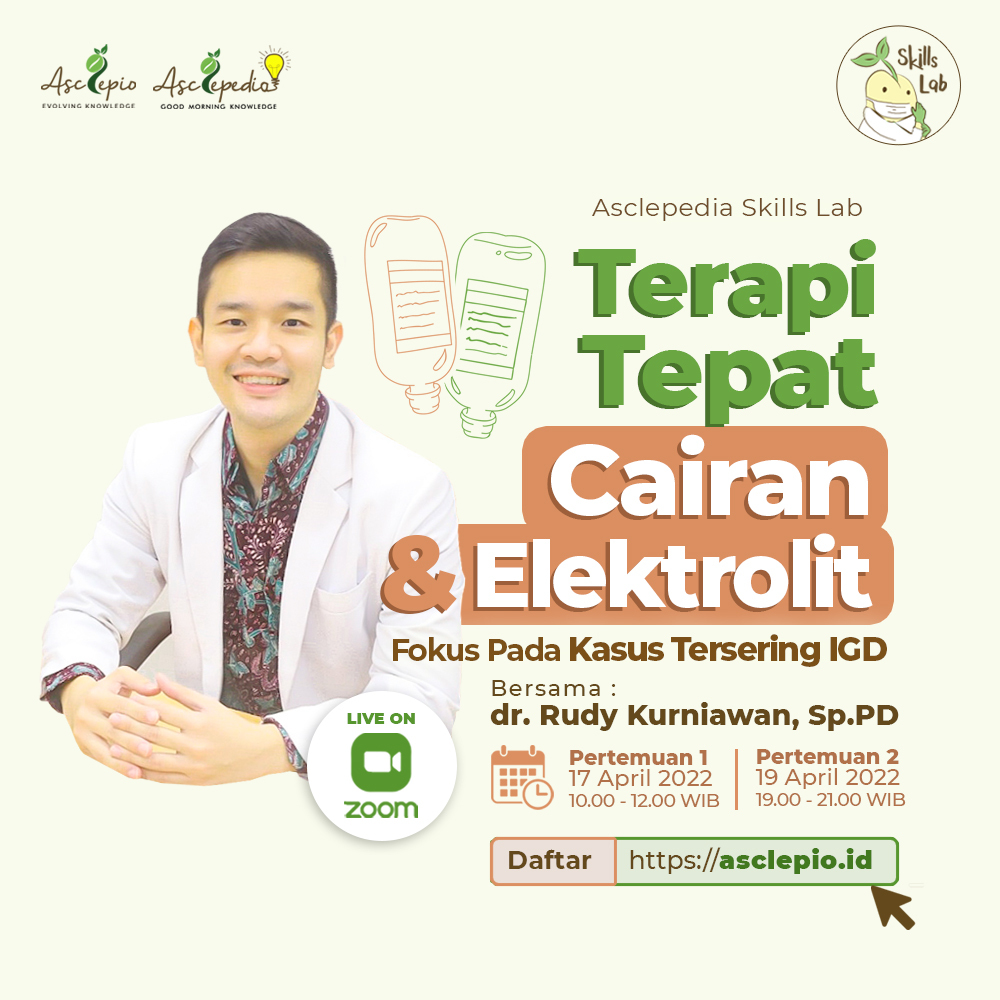 Asclepio
EVOLVING KNOWLEDGE
Asclepedia
GOOD MORNING KNOWLEDGE
Skills
Lab
Asclepedia Skills Lab
Terapi
Tepat
Cairan
& Elektrolit
Fokus Pada Kasus Tersering IGD
Bersama :
dr. Rudy Kurniawan, Sp.PD
LIVE ON
zoom
Pertemuan 1
17 April 2022
10.00 - 12.00 WIB
Pertemuan 2
19 April 2022
19.00 - 21.00 WIB
Daftar https://asclepio.id